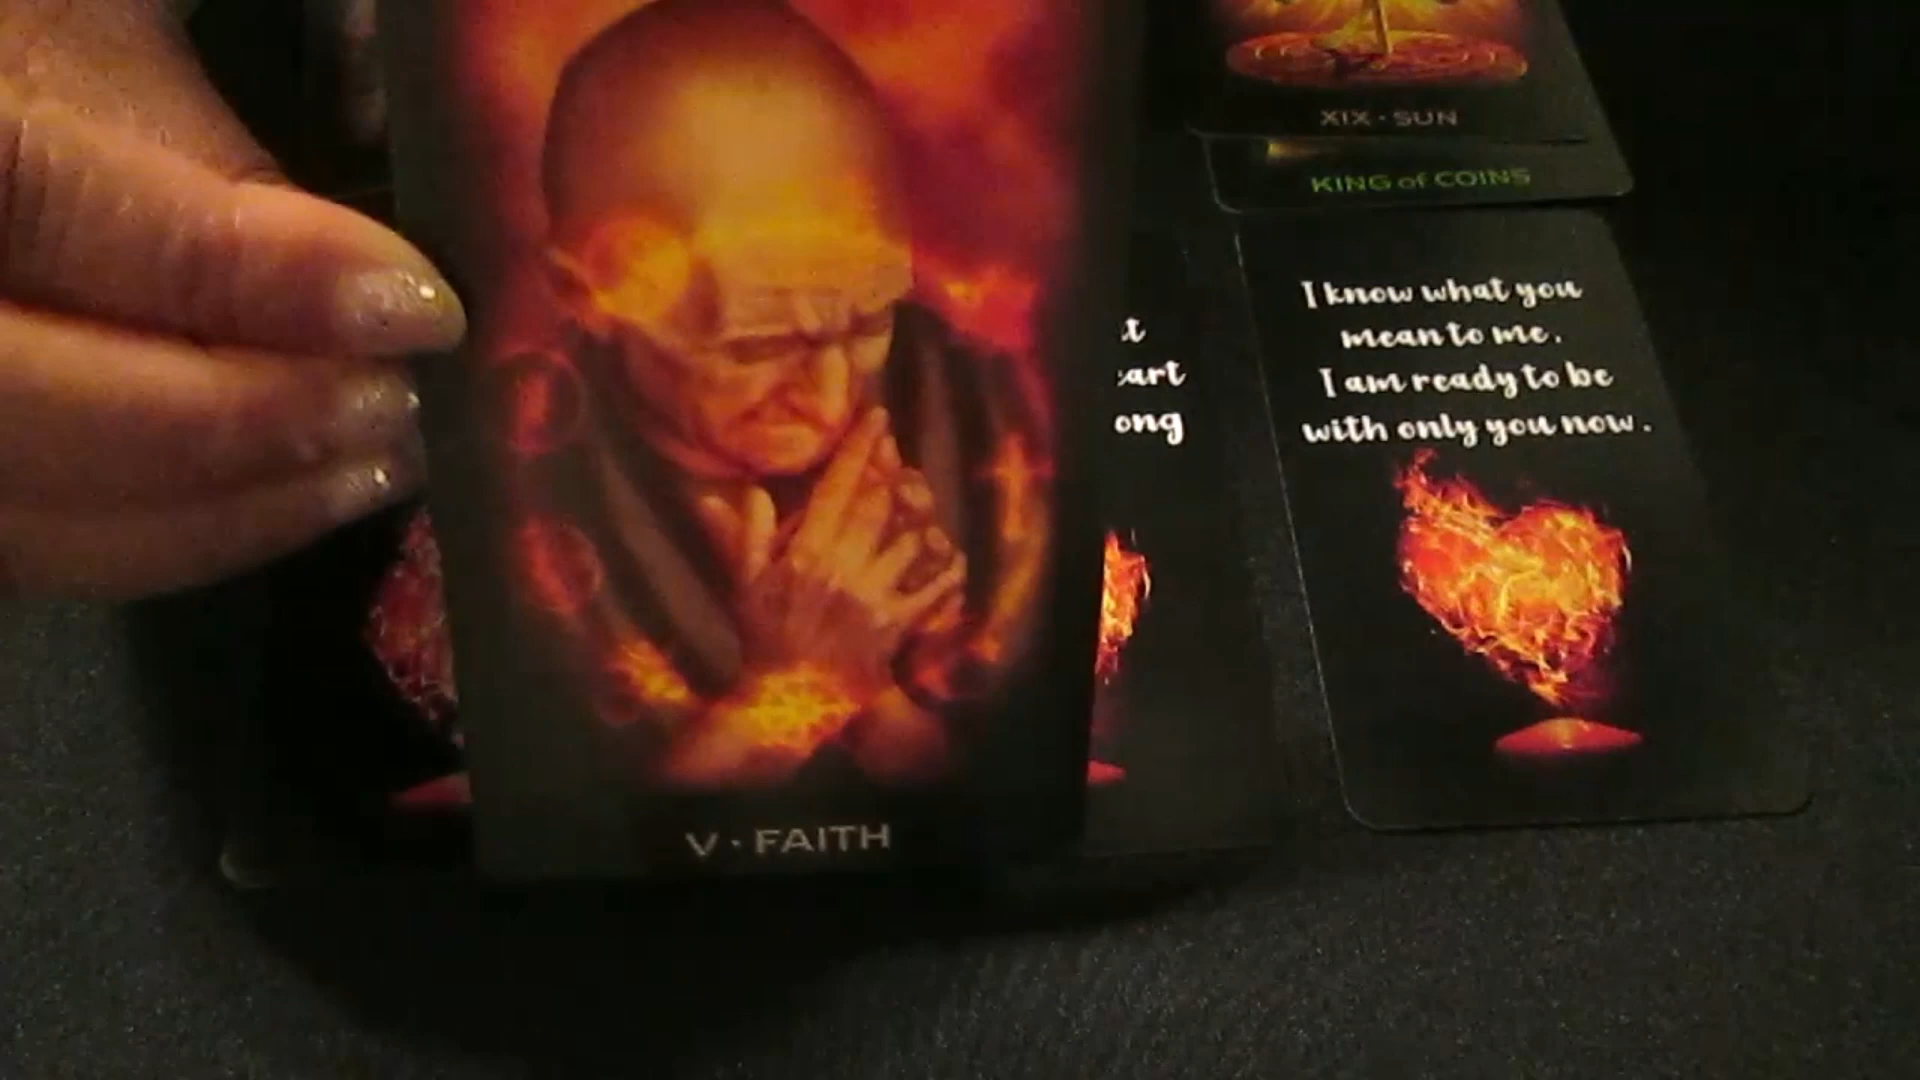 XIX · SUN
KING of COINS
I know what you
mean to me.
I am ready to be
with only you now.
ong
V · FAITH